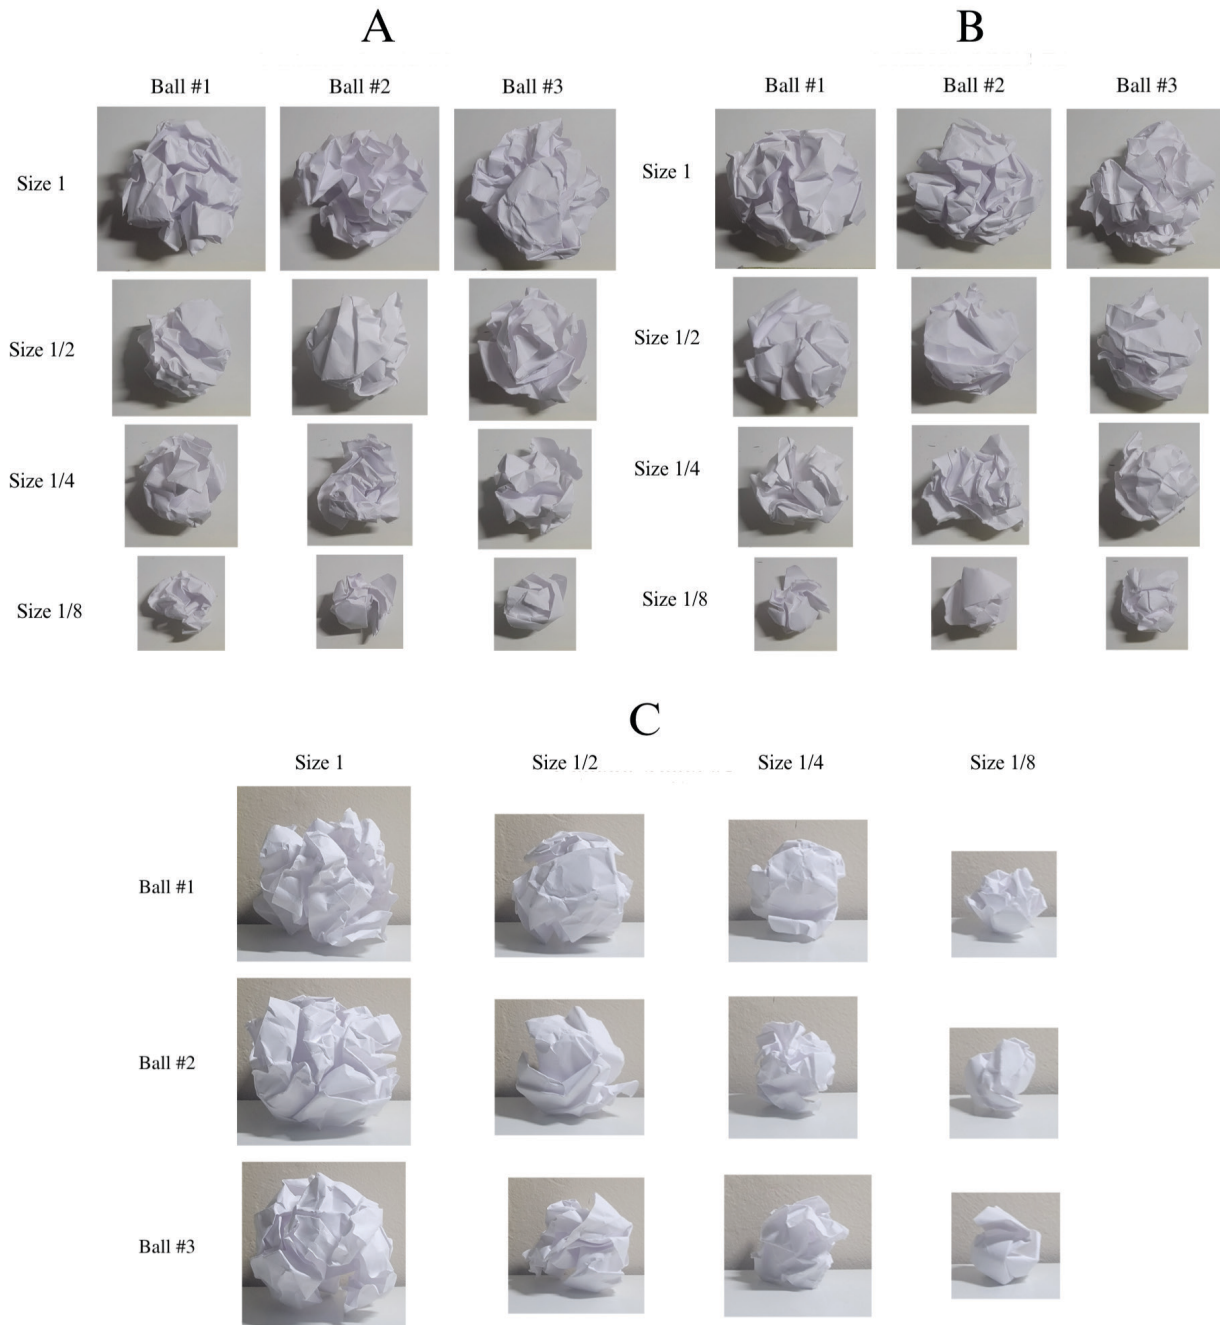 A
Ball #1 Ball #2 Ball #3
Size 1
Size 1/2
Size 1/4
Size 1/8
B
Ball #1 Ball #2 Ball #3
Size 1
Size 1/2
Size 1/4
Size 1/8
C
Size 1 Size 1/2 Size 1/4 Size 1/8
Ball #1
Ball #2
Ball #3